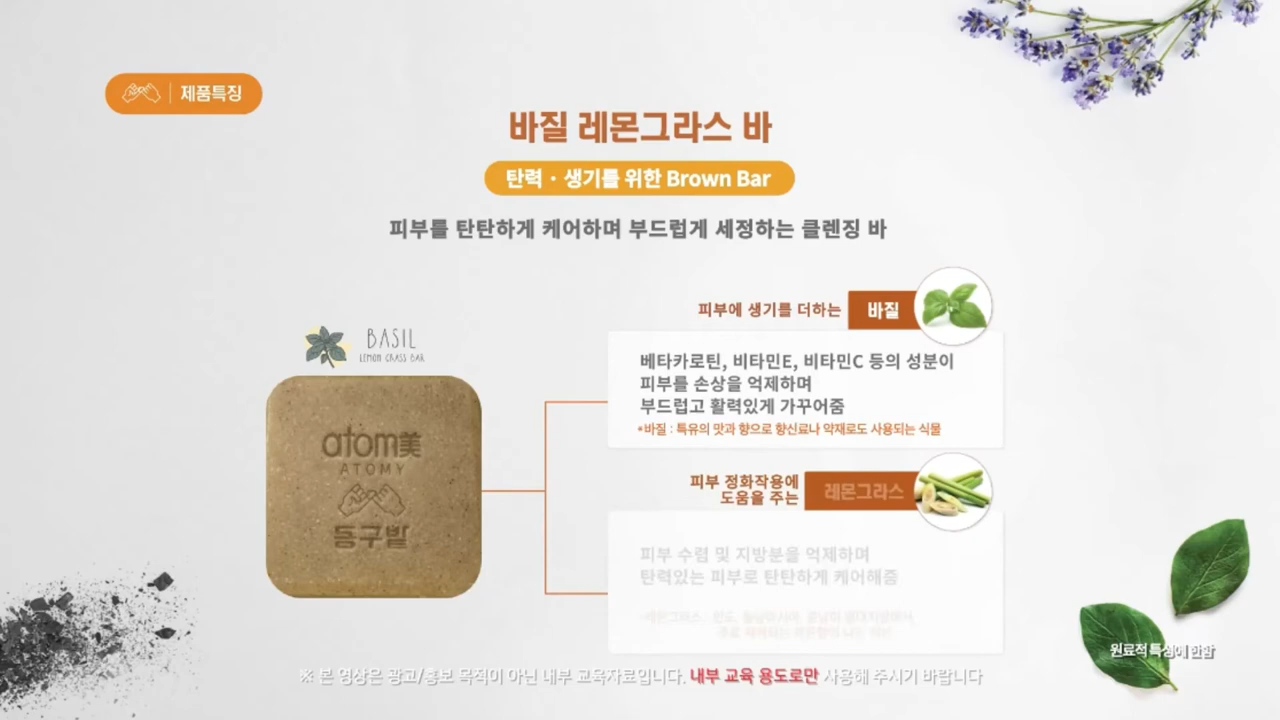 제품특징
바질 레몬그라스 바
탄력 · 생기를 위한 Brown Bar
피부를 탄탄하게 케어하며 부드럽게 세정하는 클렌징 바
피부에 생기를 더하는 바질
BASIL
LEMON GRASS BAR
베타카로틴, 비타민E, 비타민C 등의 성분이
피부를 손상을 억제하며
부드럽고 활력있게 가꾸어줌
*바질 : 특유의 맛과 향으로 향신료나 약재로도 사용되는 식물
atom美
ATOMY
동구밭
피부 정화작용에
도움을 주는
레몬그라스
피부 수렴 및 지방분을 억제하며
탄력있는 피부로 탄탄하게 케어해줌
원료적 특성에 한함
※ 본 영상은 광고/홍보 목적이 아닌 내부 교육자료입니다. 내부 교육 용도로만 사용해 주시기 바랍니다